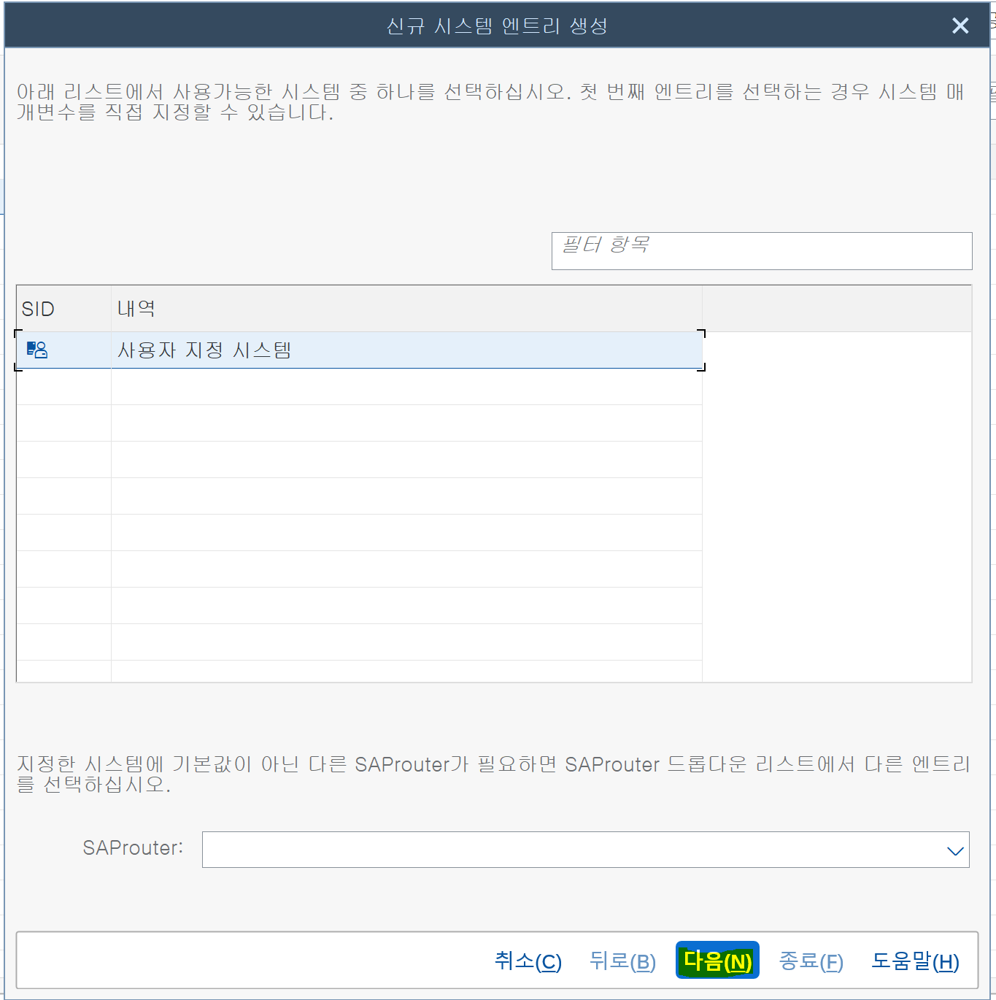 신규 시스템 엔트리 생성
아래 리스트에서 사용가능한 시스템 중 하나를 선택하십시오. 첫 번째 엔트리를 선택하는 경우 시스템 매
개변수를 직접 지정할 수 있습니다.
필터 항목
SID 내역
사용자 지정 시스템
지정한 시스템에 기본값이 아닌 다른 SAProuter가 필요하면 SAProuter 드롭다운 리스트에서 다른 엔트리
를 선택하십시오.
SAProuter:
취소(C) 뒤로(B) 다음(N) 종료(F) 도움말(H)